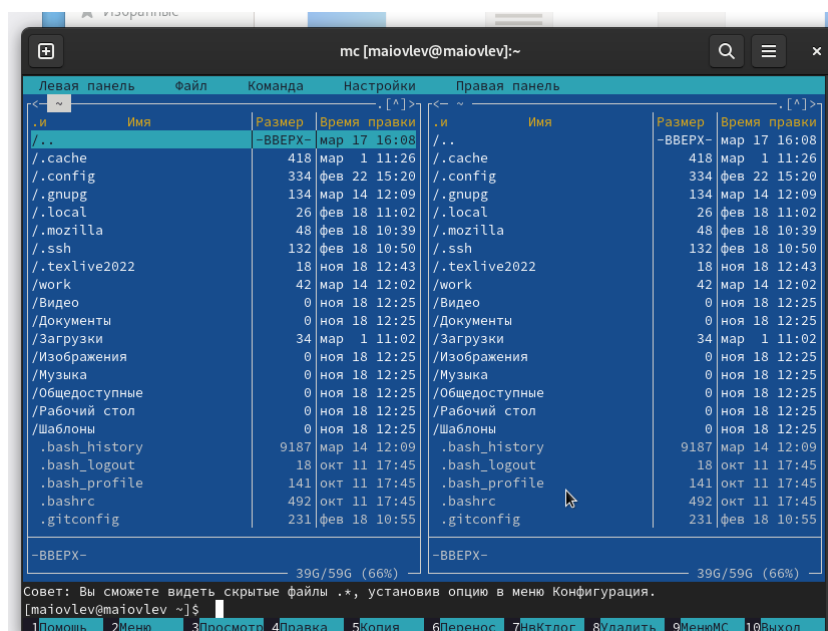 Избранные
mc [maiovlev@maiovlev]:~
Левая панель Файл Команда Настройки Правая панель
<— ~ .[^]> <— ~ .[^]>
.и Имя Размер Время правки .и Имя Размер Время правки
/.. -ВВЕРХ- мар 17 16:08 /.. -ВВЕРХ- мар 17 16:08
/.cache 418 мар 1 11:26 /.cache 418 мар 1 11:26
/.config 334 фев 22 15:20 /.config 334 фев 22 15:20
/.gnupg 134 мар 14 12:09 /.gnupg 134 мар 14 12:09
/.local 26 фев 18 11:02 /.local 26 фев 18 11:02
/.mozilla 48 фев 18 10:39 /.mozilla 48 фев 18 10:39
/.ssh 132 фев 18 10:50 /.ssh 132 фев 18 10:50
/.texlive2022 18 ноя 18 12:43 /.texlive2022 18 ноя 18 12:43
/work 42 мар 14 12:02 /work 42 мар 14 12:02
/Видео 0 ноя 18 12:25 /Видео 0 ноя 18 12:25
/Документы 0 ноя 18 12:25 /Документы 0 ноя 18 12:25
/Загрузки 34 мар 1 11:02 /Загрузки 34 мар 1 11:02
/Изображения 0 ноя 18 12:25 /Изображения 0 ноя 18 12:25
/Музыка 0 ноя 18 12:25 /Музыка 0 ноя 18 12:25
/Общедоступные 0 ноя 18 12:25 /Общедоступные 0 ноя 18 12:25
/Рабочий стол 0 ноя 18 12:25 /Рабочий стол 0 ноя 18 12:25
/Шаблоны 0 ноя 18 12:25 /Шаблоны 0 ноя 18 12:25
.bash_history 9187 мар 14 12:09 .bash_history 9187 мар 14 12:09
.bash_logout 18 окт 11 17:45 .bash_logout 18 окт 11 17:45
.bash_profile 141 окт 11 17:45 .bash_profile 141 окт 11 17:45
.bashrc 492 окт 11 17:45 .bashrc 492 окт 11 17:45
.gitconfig 231 фев 18 10:55 .gitconfig 231 фев 18 10:55
-ВВЕРХ- -ВВЕРХ-
39G/59G (66%) 39G/59G (66%)
Совет: Вы сможете видеть скрытые файлы .*, установив опцию в меню Конфигурация.
[maiovlev@maiovlev ~]$
1Помощь 2Меню 3Просмотр 4Правка 5Копия 6Перенос 7НвКтлог 8Удалить 9МенюМС 10Выход